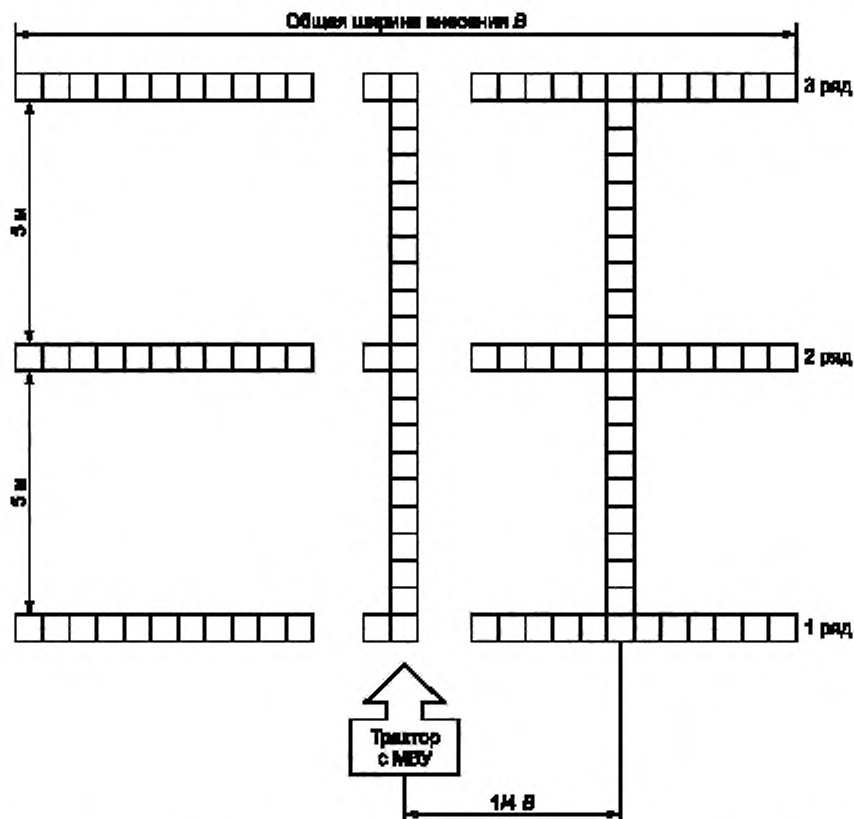 Общая ширина внесения B
3 ряд
5 м
2 ряд
5 м
1 ряд
Трактор
с МВУ
1/4 B